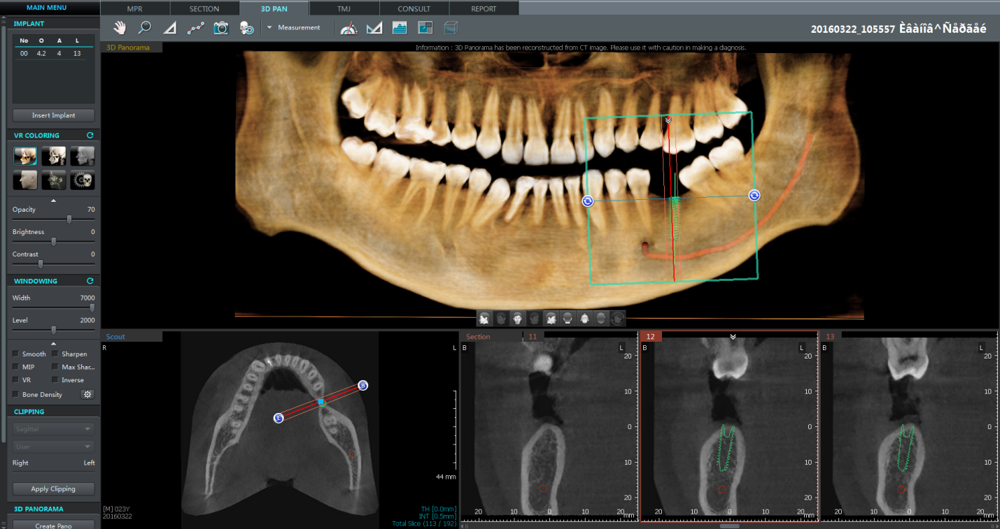 MAIN MENU
MPR SECTION 3D PAN TMJ CONSULT REPORT
IMPLANT
No O A L
00 4.2 4 13
Insert Implant
Measurement
20160322_105557 Èâàíîâ^Ñåðãåé
3D Panorama
Information : 3D Panorama has been reconstructed from CT image. Please use it with caution in making a diagnosis.
VR COLORING
Opacity 70
Brightness 0
Contrast 0
WINDOWING
Width 7000
Level 2000
Smooth Sharpen
MIP Max Shar...
VR Inverse
Bone Density
CLIPPING
Sagittal
User
Right Left
Apply Clipping
3D PANORAMA
Create Pano
Scout
R L
B
L
44 mm
[M] 023Y
20160322
TH [0.0mm]
INT [0.5mm]
Total Slice (113 / 192)
Section 11
B L
20
10
0
10
20
20 10 0 10 mm
12
B L
20
10
0
10
20
20 10 0 10 20 mm
13
B L
20
10
0
10
20
20 10 0 10 20 mm